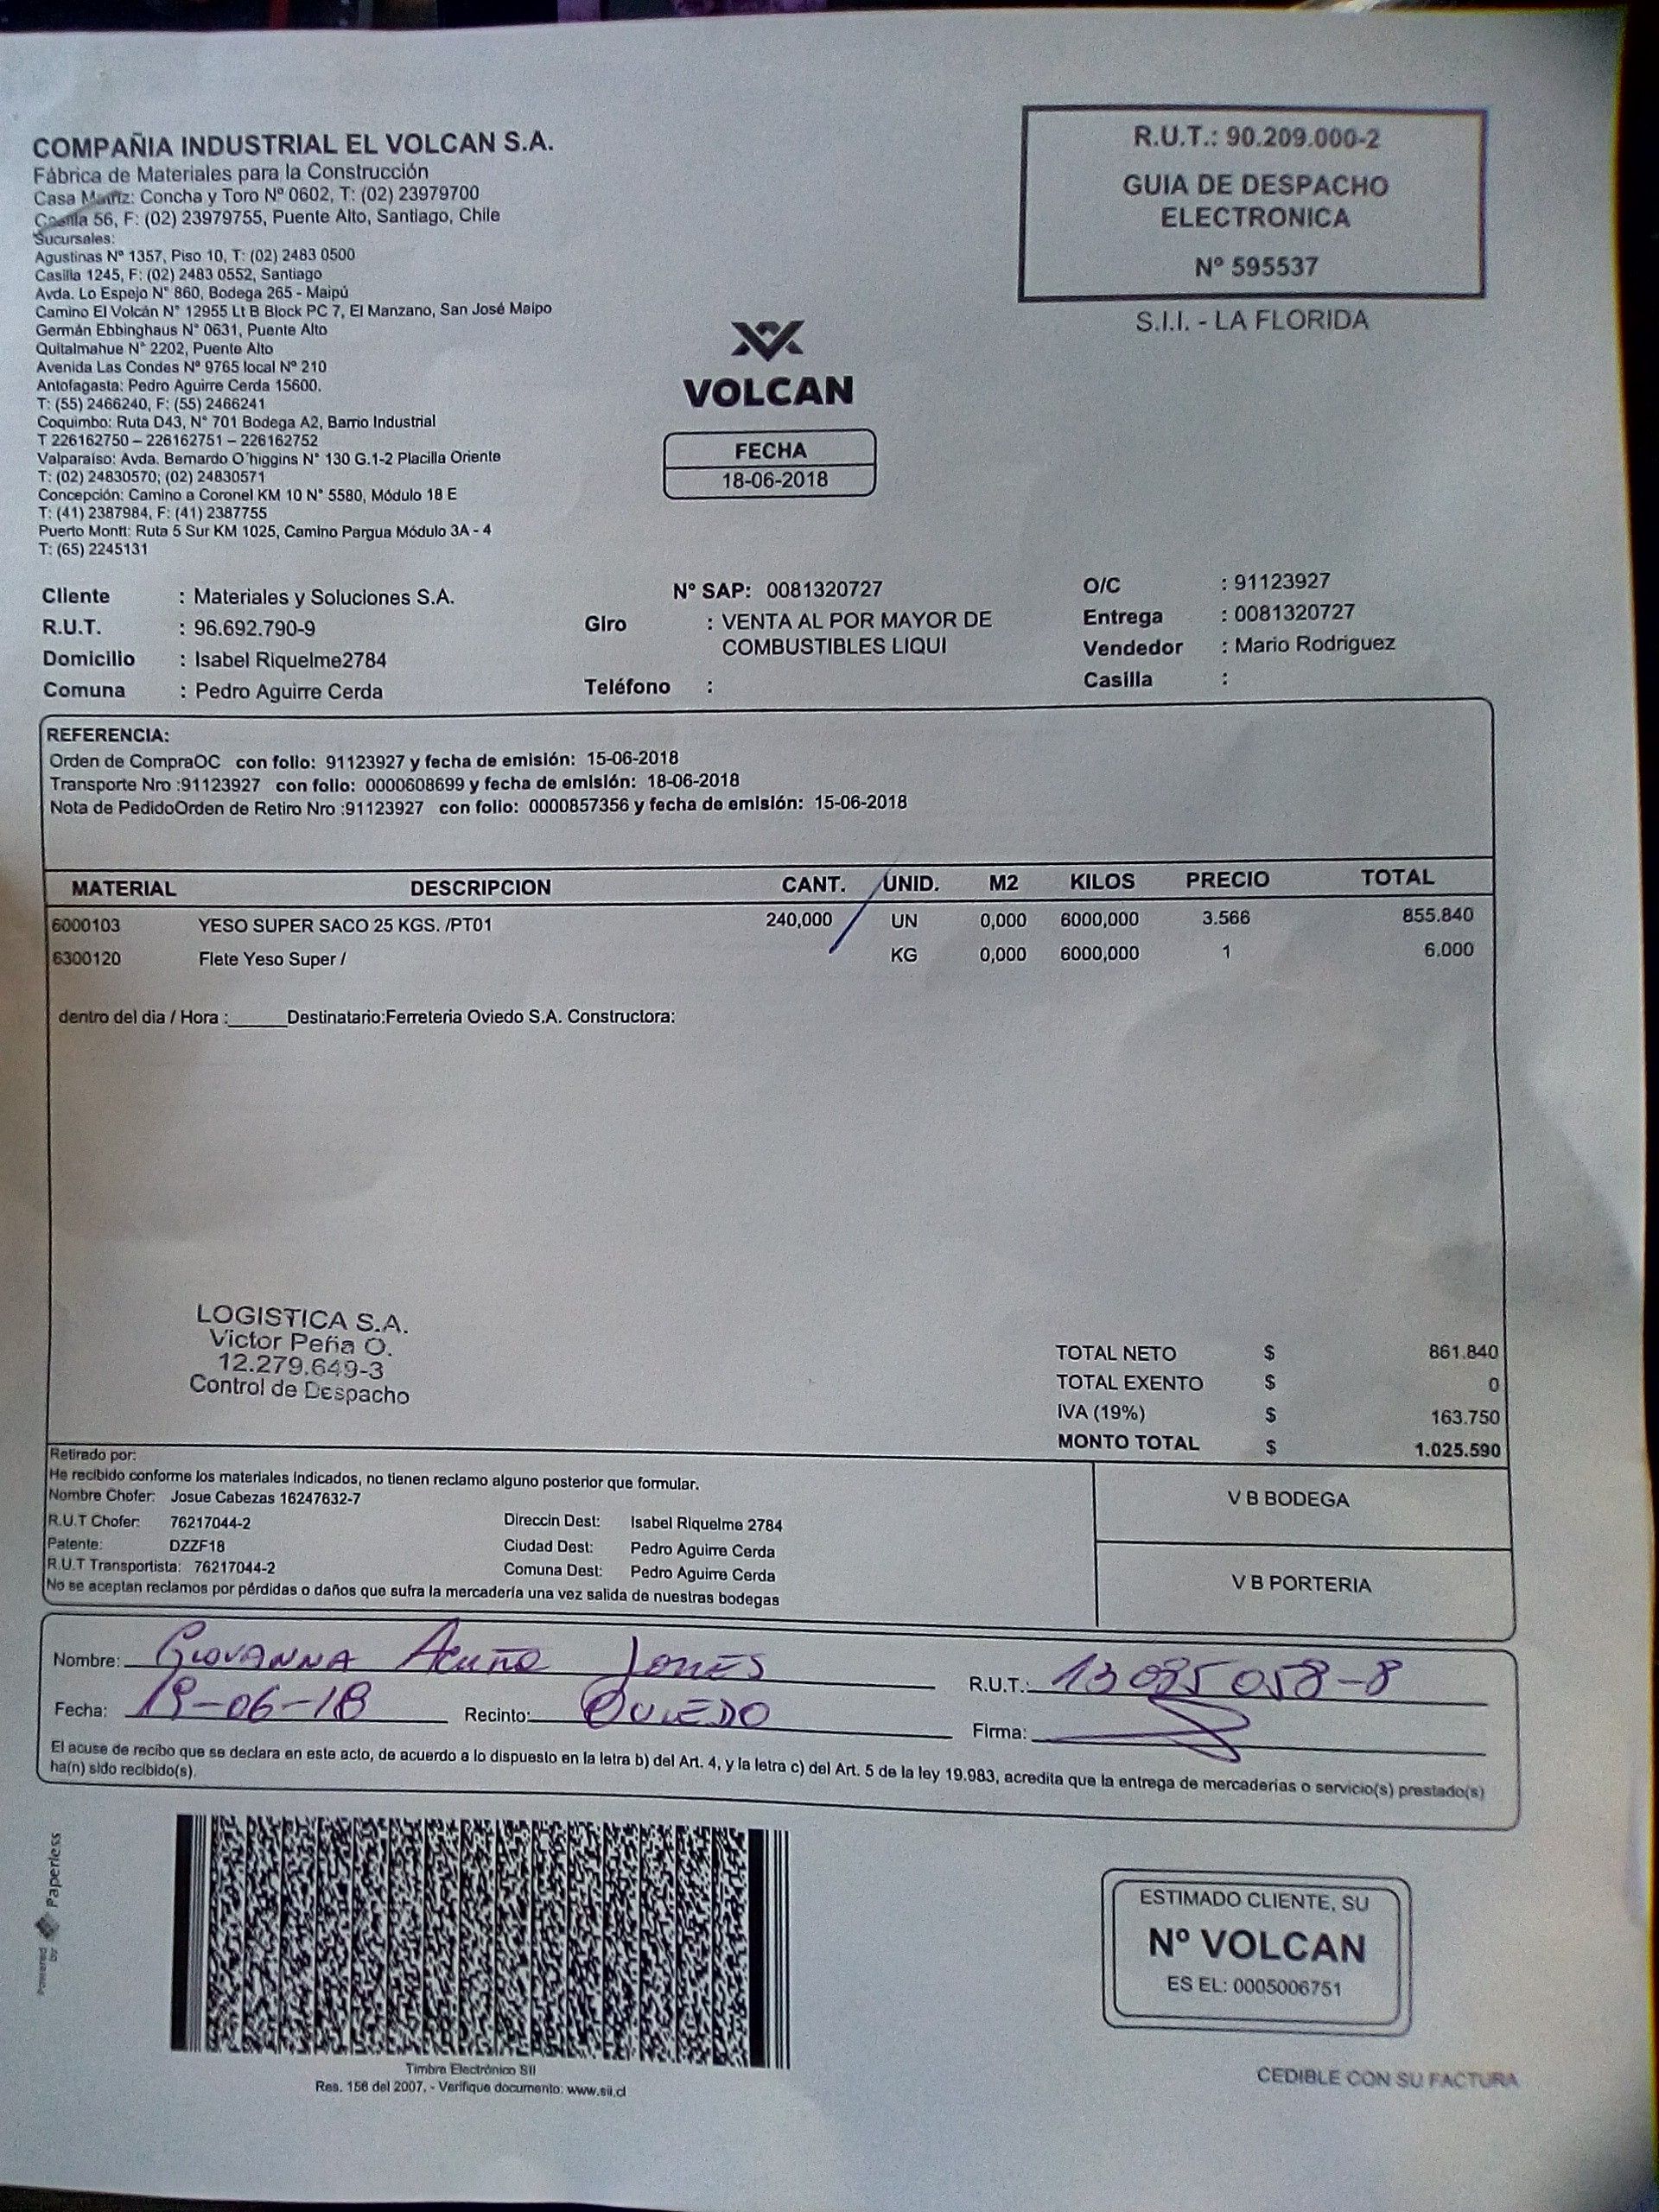 COMPAÑIA INDUSTRIAL EL VOLCAN S.A.
Fábrica de Materiales para la Construcción
Casa Matriz: Concha y Toro Nº 0602, T: (02) 23979700
Casilla 56, F: (02) 23979755, Puente Alto, Santiago, Chile
Sucursales:
Agustinas Nº 1357, Piso 10, T: (02) 2483 0500
Casilla 1245, F: (02) 2483 0552, Santiago
Avda. Lo Espejo N° 860, Bodega 265 - Maipú
Camino El Volcán N° 12955 Lt B Block PC 7, El Manzano, San José Maipo
Germán Ebbinghaus N° 0631, Puente Alto
Quitalmahue N° 2202, Puente Alto
Avenida Las Condes Nº 9765 local Nº 210
Antofagasta: Pedro Aguirre Cerda 15600.
T: (55) 2466240, F: (55) 2466241
Coquimbo: Ruta D43, N° 701 Bodega A2, Barrio Industrial
T 226162750 – 226162751 – 226162752
Valparaíso: Avda. Bernardo O´higgins N° 130 G.1-2 Placilla Oriente
T: (02) 24830570; (02) 24830571
Concepción: Camino a Coronel KM 10 N° 5580, Módulo 18 E
T: (41) 2387984, F: (41) 2387755
Puerto Montt: Ruta 5 Sur KM 1025, Camino Pargua Módulo 3A - 4
T: (65) 2245131
VOLCAN
FECHA
18-06-2018
R.U.T.: 90.209.000-2
GUIA DE DESPACHO
ELECTRONICA
Nº 595537
S.I.I. - LA FLORIDA
Cliente : Materiales y Soluciones S.A.
R.U.T. : 96.692.790-9
Domicilio : Isabel Riquelme2784
Comuna : Pedro Aguirre Cerda
Nº SAP: 0081320727
Giro : VENTA AL POR MAYOR DE
COMBUSTIBLES LIQUI
Teléfono :
O/C : 91123927
Entrega : 0081320727
Vendedor : Mario Rodriguez
Casilla :
REFERENCIA:
Orden de CompraOC con folio: 91123927 y fecha de emisión: 15-06-2018
Transporte Nro :91123927 con folio: 0000608699 y fecha de emisión: 18-06-2018
Nota de PedidoOrden de Retiro Nro :91123927 con folio: 0000857356 y fecha de emisión: 15-06-2018
MATERIAL DESCRIPCION CANT. UNID. M2 KILOS PRECIO TOTAL
6000103 YESO SUPER SACO 25 KGS. /PT01 240,000 UN 0,000 6000,000 3.566 855.840
6300120 Flete Yeso Super / KG 0,000 6000,000 1 6.000
dentro del dia / Hora :______Destinatario:Ferreteria Oviedo S.A. Constructora:
LOGISTICA S.A.
Victor Peña O.
12.279.649-3
Control de Despacho
TOTAL NETO $ 861.840
TOTAL EXENTO $ 0
IVA (19%) $ 163.750
MONTO TOTAL $ 1.025.590
Retirado por:
He recibido conforme los materiales indicados, no tienen reclamo alguno posterior que formular.
Nombre Chofer: Josue Cabezas 16247632-7
R.U.T Chofer: 76217044-2 Direccin Dest: Isabel Riquelme 2784
Patente: DZZF18 Ciudad Dest: Pedro Aguirre Cerda
R.U.T Transportista: 76217044-2 Comuna Dest: Pedro Aguirre Cerda
No se aceptan reclamos por pérdidas o daños que sufra la mercadería una vez salida de nuestras bodegas
V B BODEGA
V B PORTERIA
Nombre: Giovanna Acuña Jones R.U.T.: 13085058-8
Fecha: 19-06-18 Recinto: OVIEDO Firma:
El acuse de recibo que se declara en este acto, de acuerdo a lo dispuesto en la letra b) del Art. 4, y la letra c) del Art. 5 de la ley 19.983, acredita que la entrega de mercaderías o servicio(s) prestado(s)
ha(n) sido recibido(s).
Powered by Paperless
Timbre Electrónico SII
Res. 156 del 2007. - Verifique documento: www.sii.cl
ESTIMADO CLIENTE, SU
Nº VOLCAN
ES EL: 0005006751
CEDIBLE CON SU FACTURA